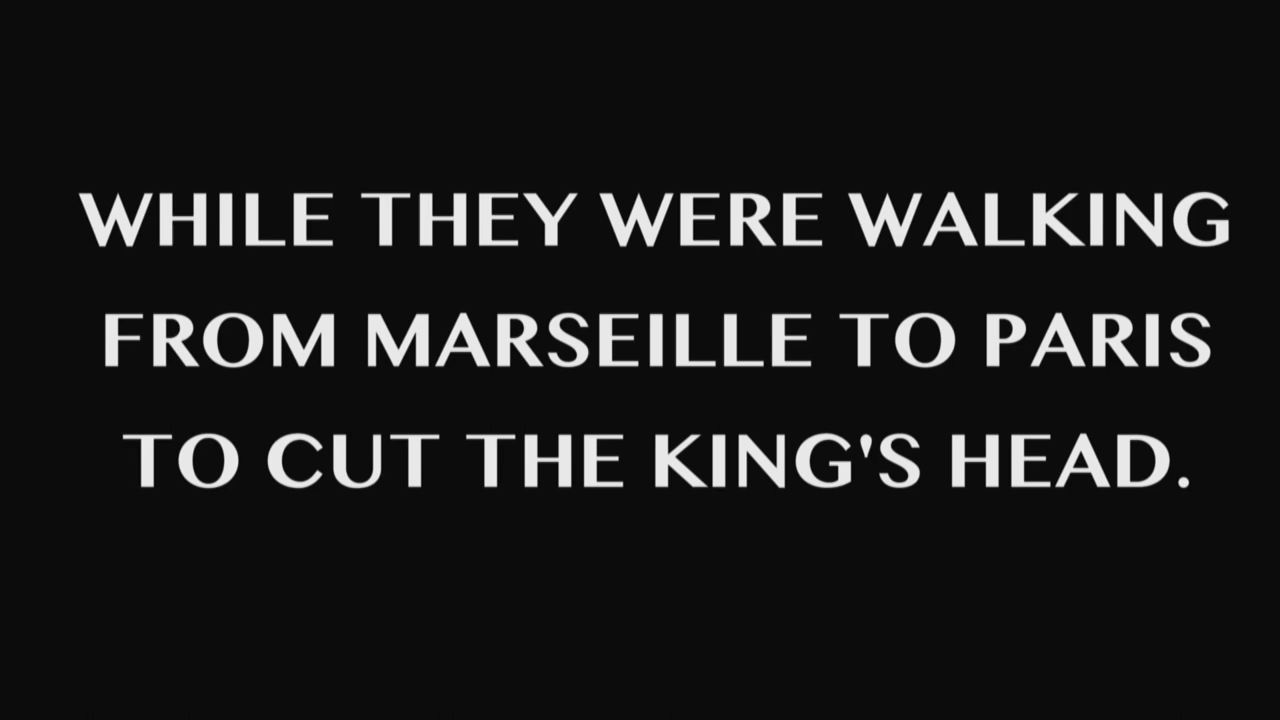 WHILE THEY WERE WALKING
FROM MARSEILLE TO PARIS
TO CUT THE KING'S HEAD.